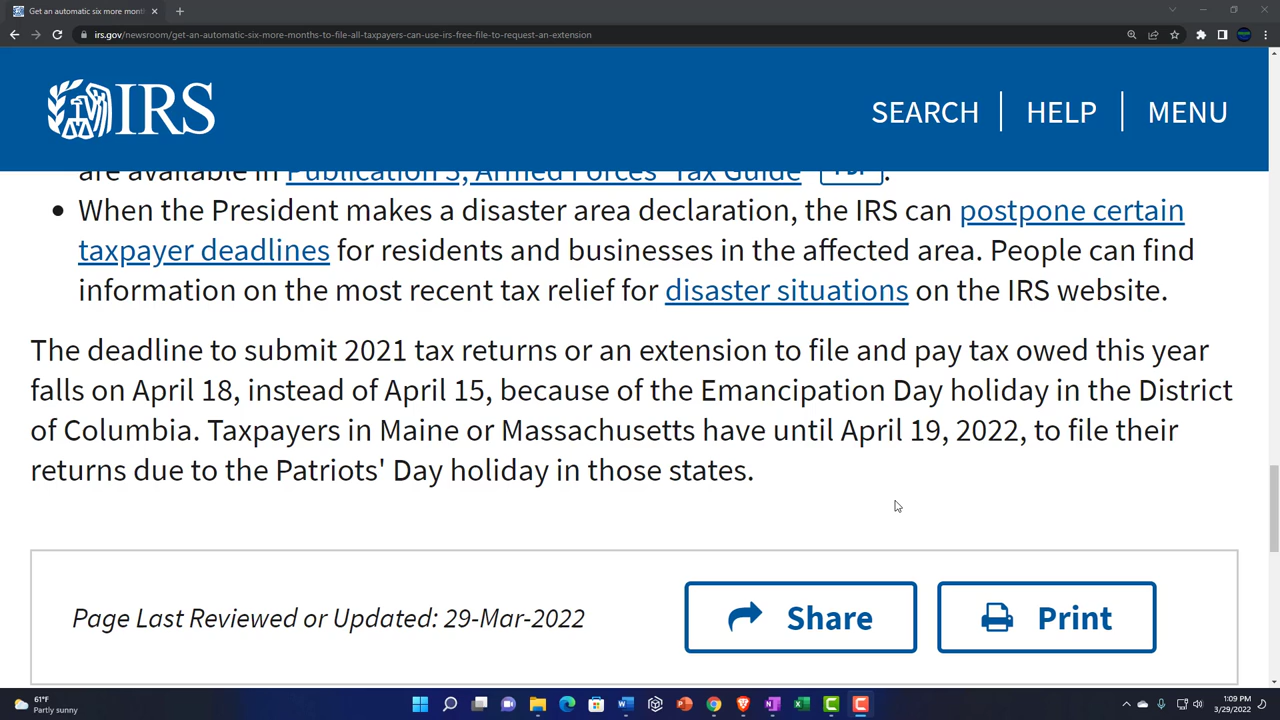 Get an automatic six more mont
irs.gov/newsroom/get-an-automatic-six-more-months-to-file-all-taxpayers-can-use-irs-free-file-to-request-an-extension
IRS
SEARCH HELP MENU
are available in Publication 3, Armed Forces' Tax Guide PDF .
When the President makes a disaster area declaration, the IRS can postpone certain
taxpayer deadlines for residents and businesses in the affected area. People can find
information on the most recent tax relief for disaster situations on the IRS website.
The deadline to submit 2021 tax returns or an extension to file and pay tax owed this year
falls on April 18, instead of April 15, because of the Emancipation Day holiday in the District
of Columbia. Taxpayers in Maine or Massachusetts have until April 19, 2022, to file their
returns due to the Patriots' Day holiday in those states.
Page Last Reviewed or Updated: 29-Mar-2022
Share
Print
61°F
Partly sunny
1:09 PM
3/29/2022